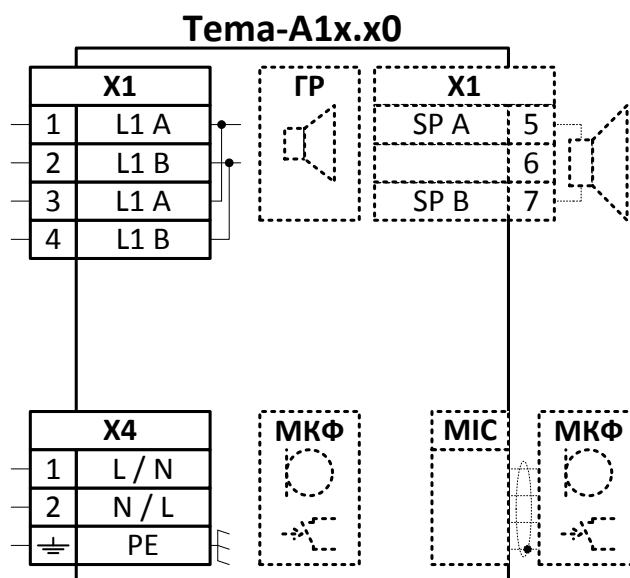 Tema-A1x.x0
X1
1 L1 A
2 L1 B
3 L1 A
4 L1 B
ГР
X1
SP A 5
6
SP B 7
X4
1 L / N
2 N / L
PE
МКФ
MIC
МКФ